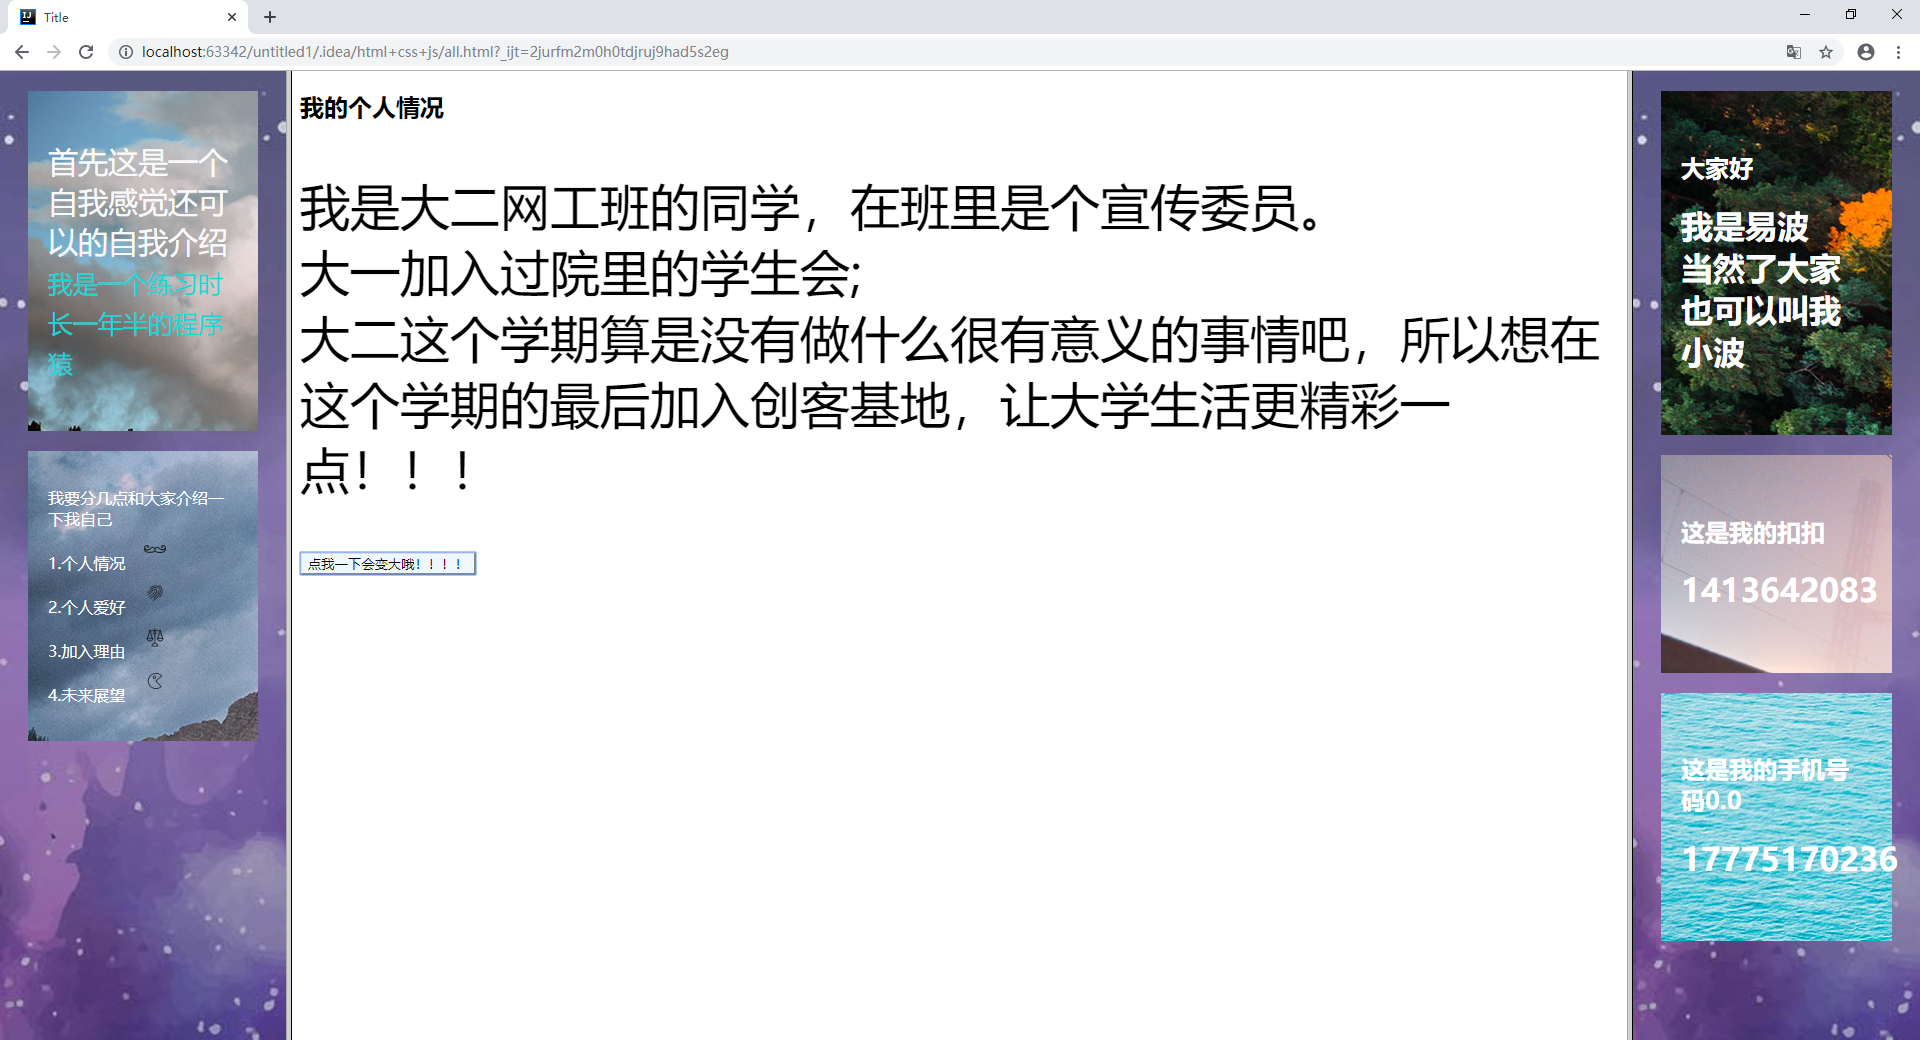 Title
localhost:63342/untitled1/.idea/html+css+js/all.html?_ijt=2jurfm2m0h0tdjruj9had5s2eg
首先这是一个
自我感觉还可
以的自我介绍
我是一个练习时
长一年半的程序
猿
我要分几点和大家介绍一
下我自己
1.个人情况
2.个人爱好
3.加入理由
4.未来展望
我的个人情况
我是大二网工班的同学，在班里是个宣传委员。
大一加入过院里的学生会;
大二这个学期算是没有做什么很有意义的事情吧，所以想在
这个学期的最后加入创客基地，让大学生活更精彩一
点！！！
点我一下会变大哦！！！！
大家好
我是易波
当然了大家
也可以叫我
小波
这是我的扣扣
1413642083
这是我的手机号
码0.0
17775170236